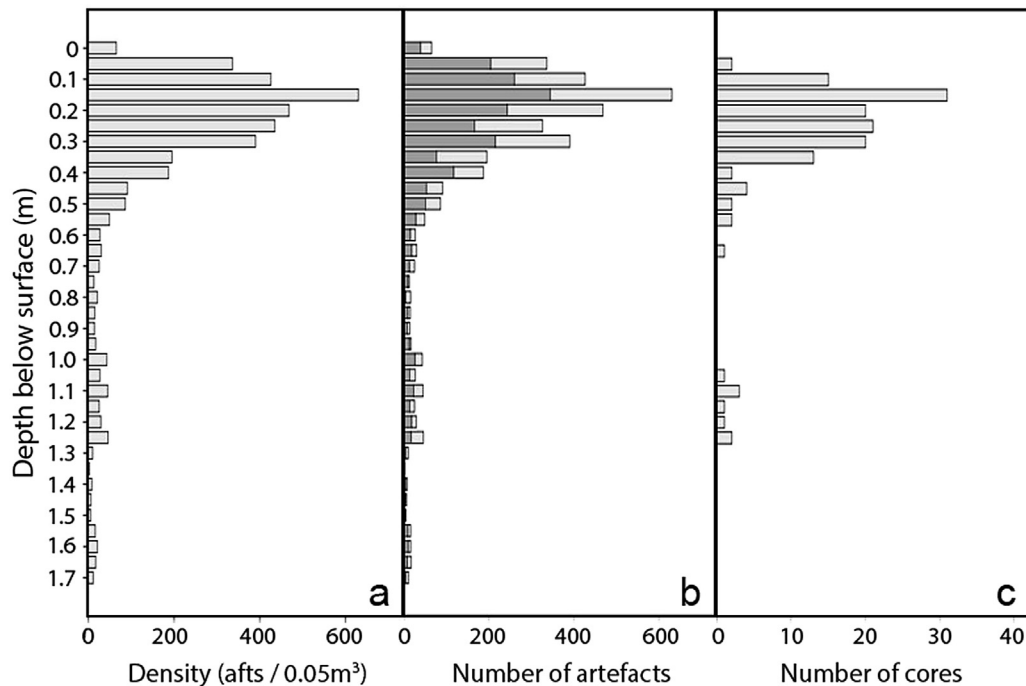 Depth below surface (m)
0
0.1
0.2
0.3
0.4
0.5
0.6
0.7
0.8
0.9
1.0
1.1
1.2
1.3
1.4
1.5
1.6
1.7
a
b
c
0 200 400 600
0 200 400 600
0 10 20 30 40
Density (afts / 0.05m³)
Number of artefacts
Number of cores